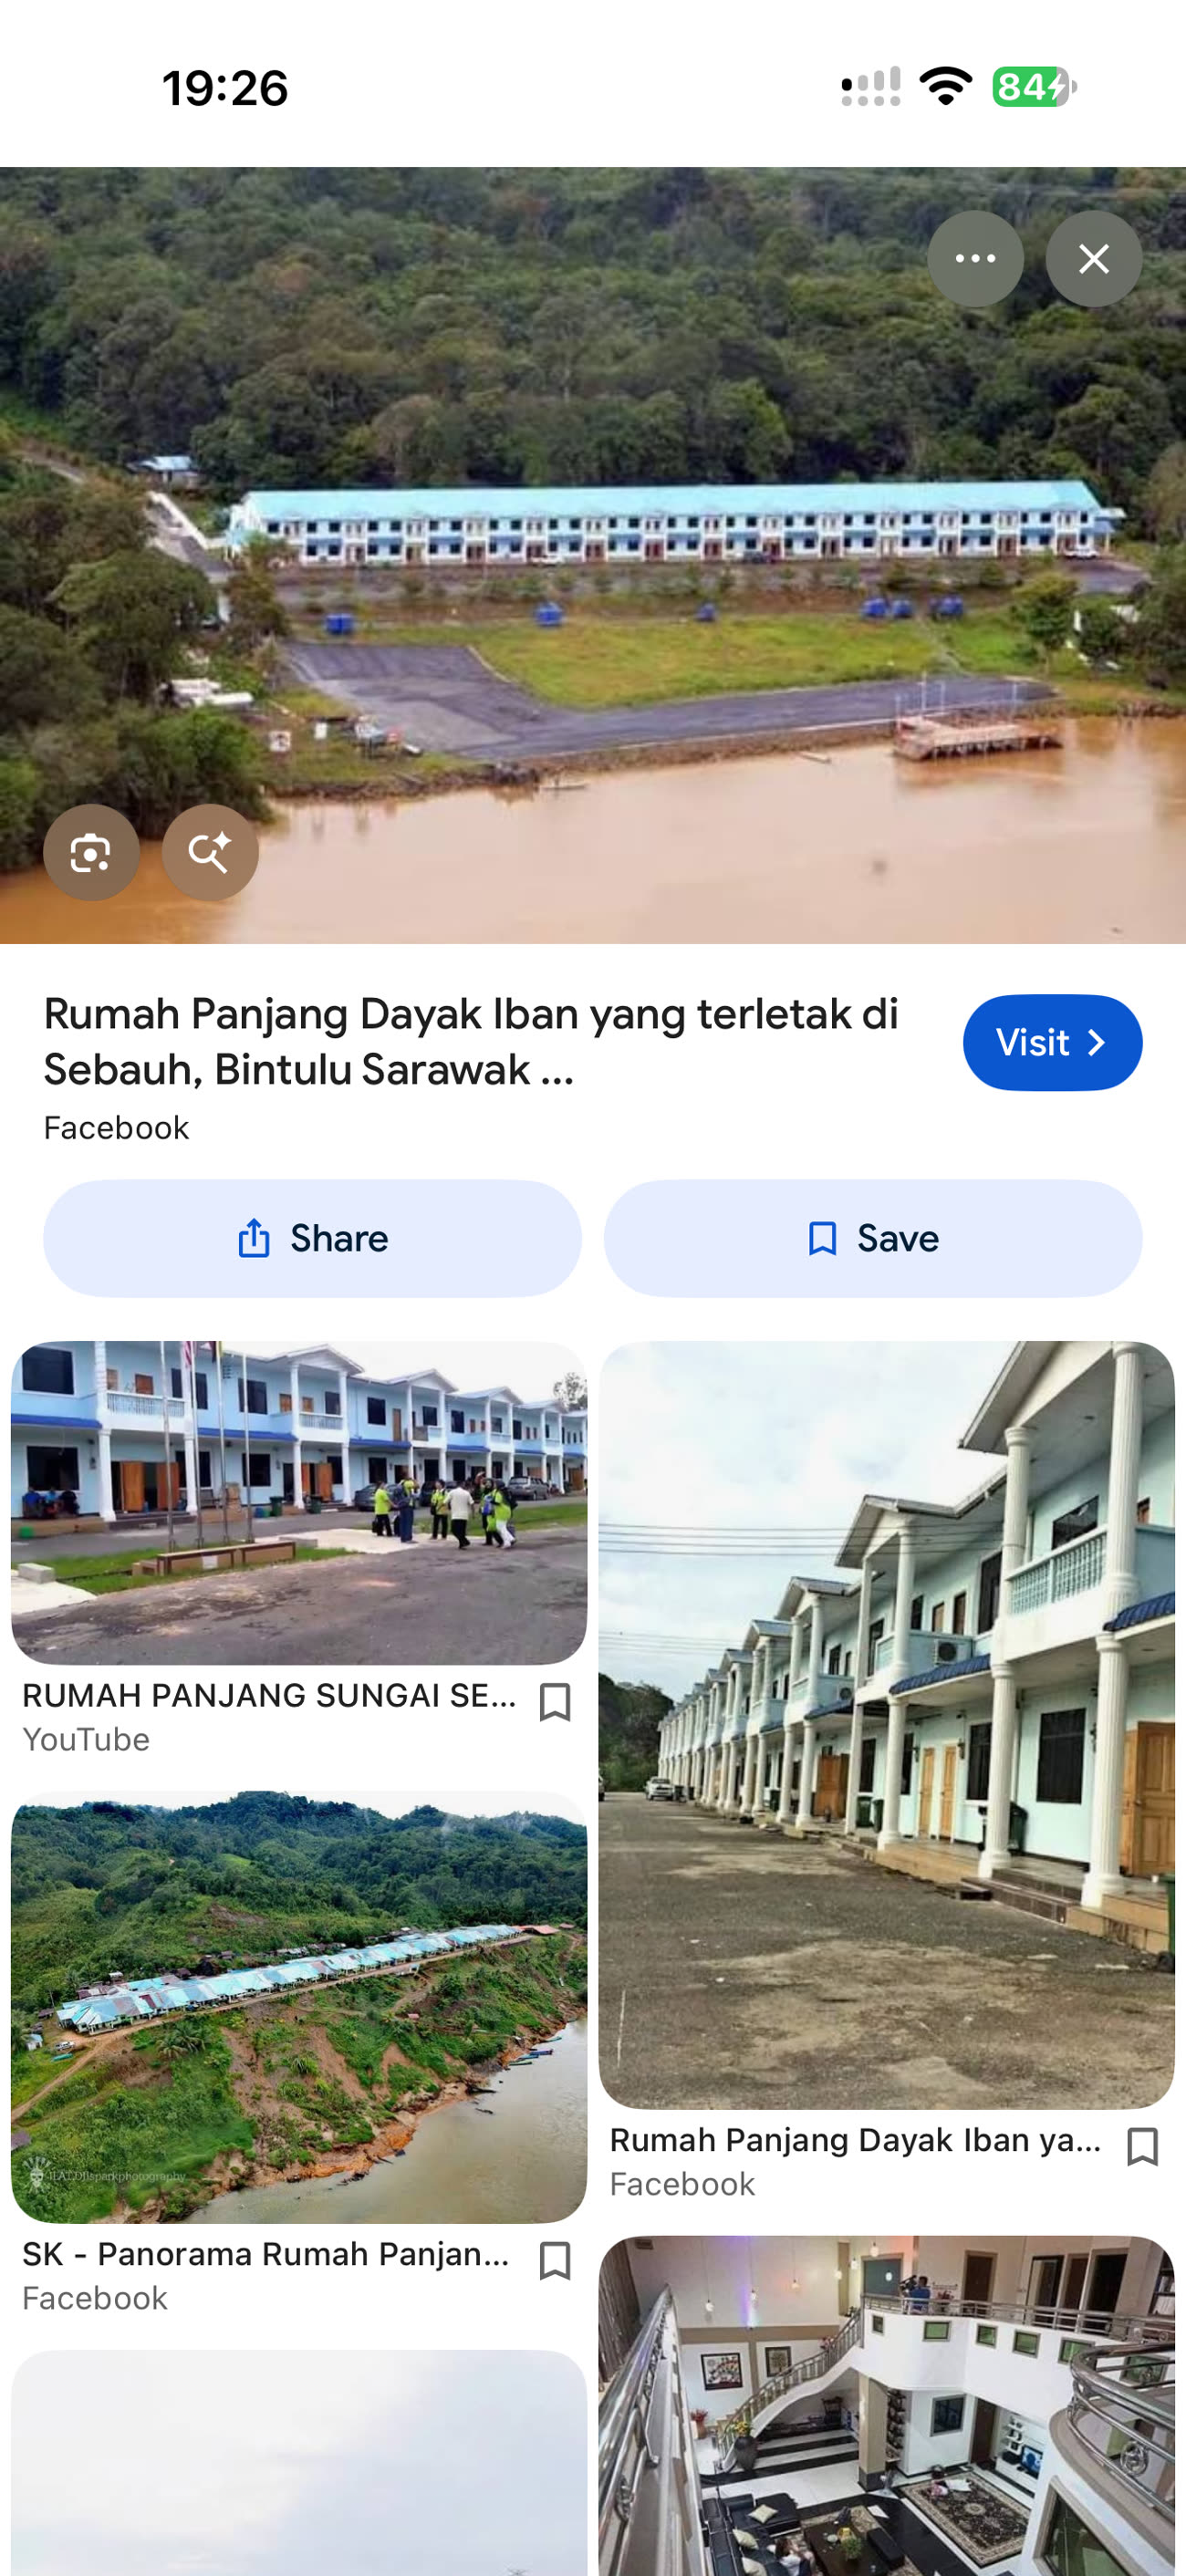 19:26
84
Rumah Panjang Dayak Iban yang terletak di
Sebauh, Bintulu Sarawak ...
Facebook
Visit
Share
Save
RUMAH PANJANG SUNGAI SE...
YouTube
Rumah Panjang Dayak Iban ya...
Facebook
SK - Panorama Rumah Panjan...
Facebook